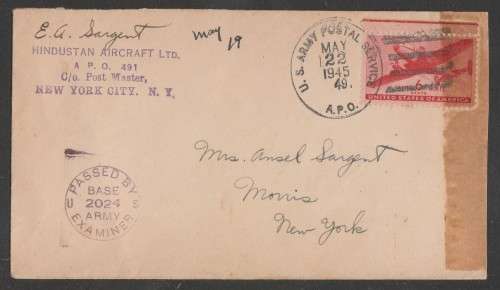 E. A. Sargent
HINDUSTAN AIRCRAFT LTD.
A P.O. 491
C/o. Post Master,
NEW YORK CITY. N. Y.
May 19
U. S. ARMY POSTAL SERVICE
MAY
22
1945
A.P.O.
UNITED STATES OF AMERICA
Mrs. Ansel Sargent
Morris
New York
PASSED BY
BASE
2024
ARMY
EXAMINER
U S